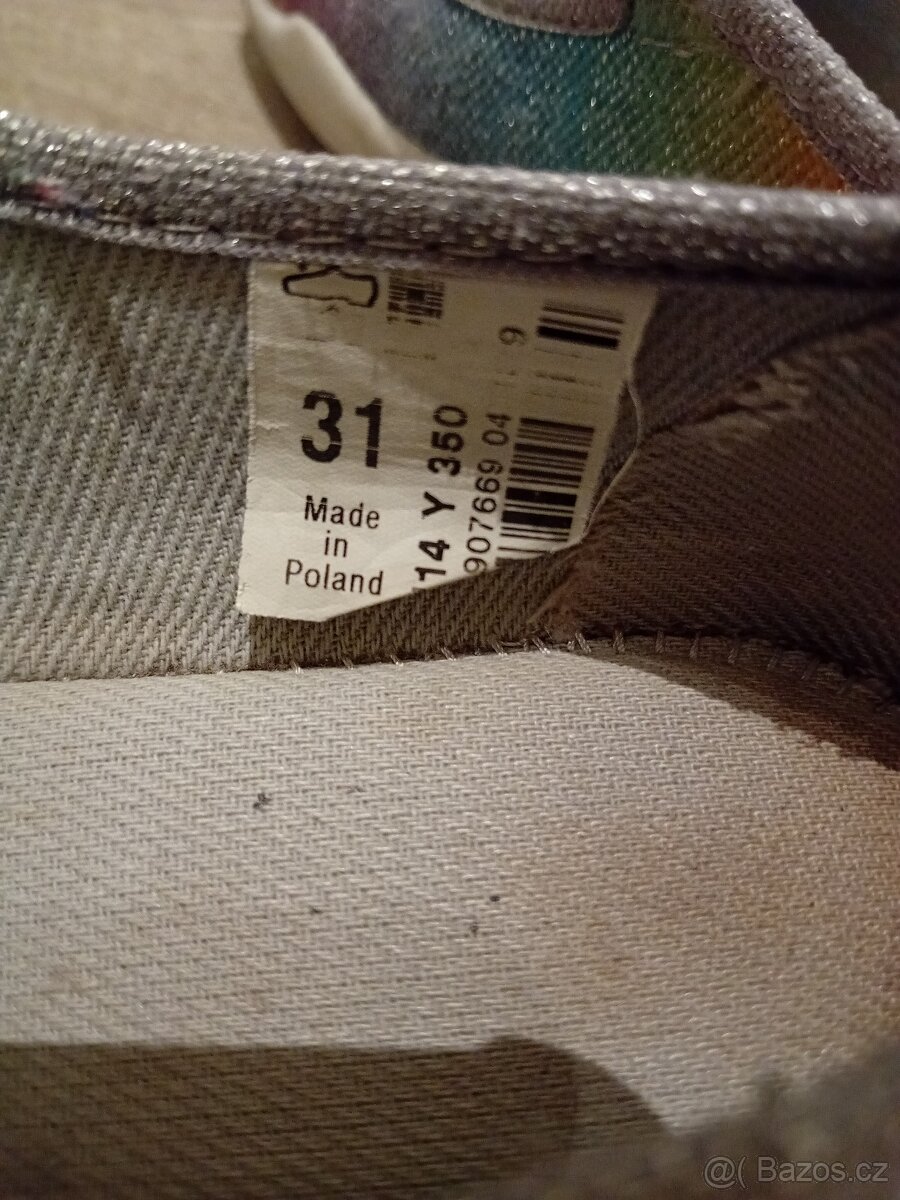 31
Made
in
Poland
14 Y 350
907669 04
9
@( Bazos.cz